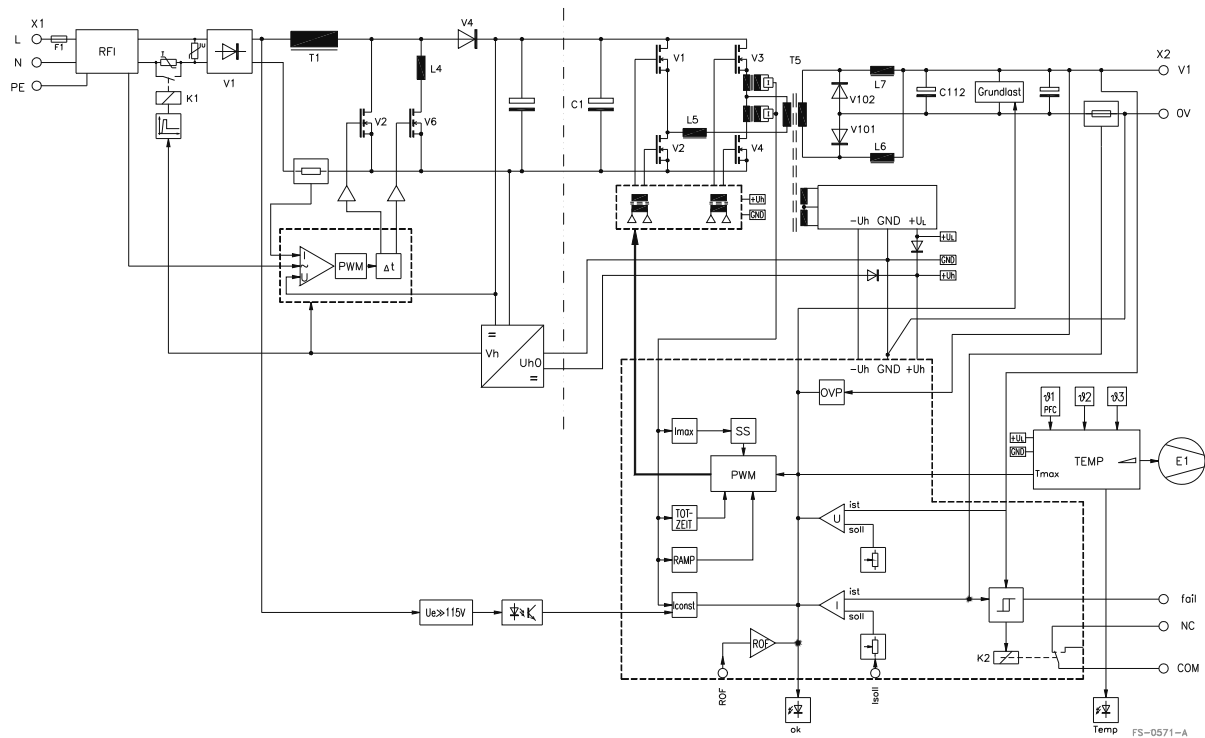 X1
L
F1
RFI
N
PE
U
K1
V1
T1
L4
V4
V2
V6
C1
V1
V3
L5
V2
V4
T5
L7
V102
V101
L6
C112
Grundlast
X2
V1
0V
+Uh
GND
-Uh GND +UL
+UL
GND
+Uh
I
~
U
PWM
Δt
=
Vh
Uh0
=
-Uh GND +Uh
OVP
Imax
SS
PWM
TOT-
ZEIT
RAMP
Iconst
Ue≫115V
U
ist
soll
I
ist
soll
ROF
ROF
Isoll
ok
ϑ1
PFC
ϑ2
ϑ3
+UL
GND
TEMP
Tmax
E1
K2
fail
NC
COM
Temp
FS-0571-A